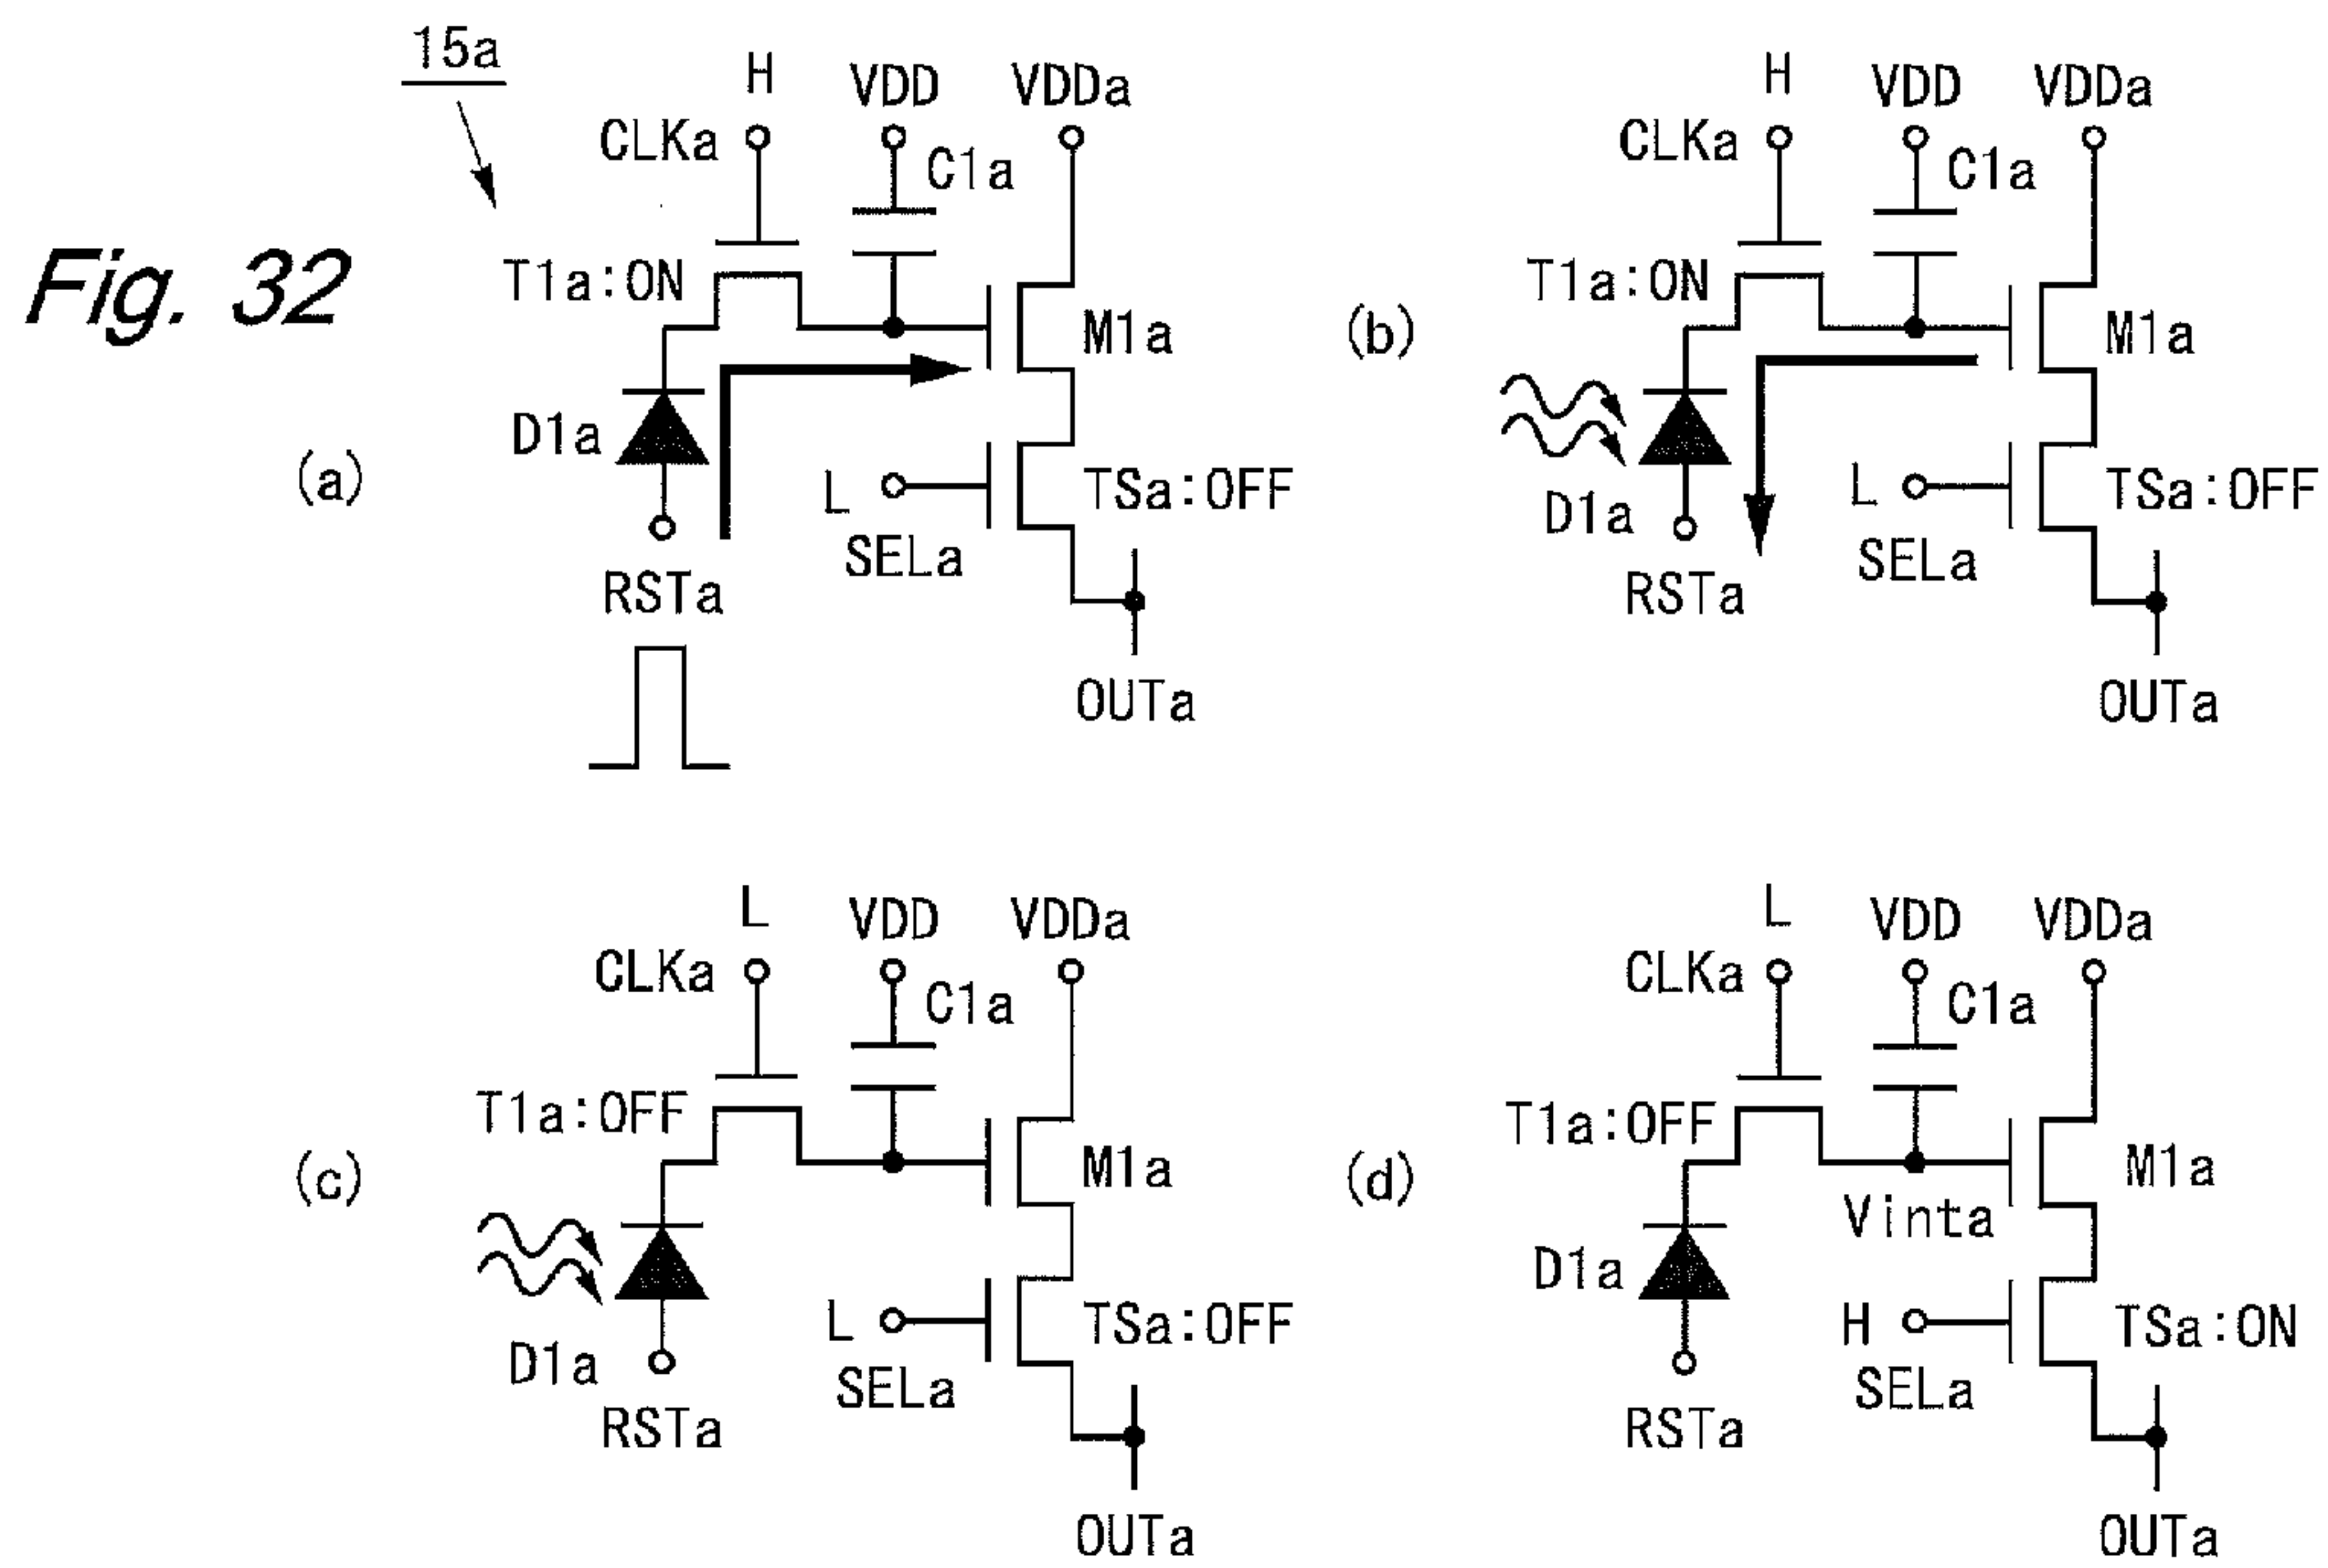 Fig. 32
15a
(a)
H
CLKa
VDD
VDDa
C1a
T1a:ON
M1a
D1a
L
SELa
TSa:OFF
RSTa
OUTa
(b)
H
CLKa
VDD
VDDa
C1a
T1a:ON
M1a
D1a
L
SELa
TSa:OFF
RSTa
OUTa
(c)
L
CLKa
VDD
VDDa
C1a
T1a:OFF
M1a
D1a
L
SELa
TSa:OFF
RSTa
OUTa
(d)
L
CLKa
VDD
VDDa
C1a
T1a:OFF
M1a
Vinta
D1a
H
SELa
TSa:ON
RSTa
OUTa